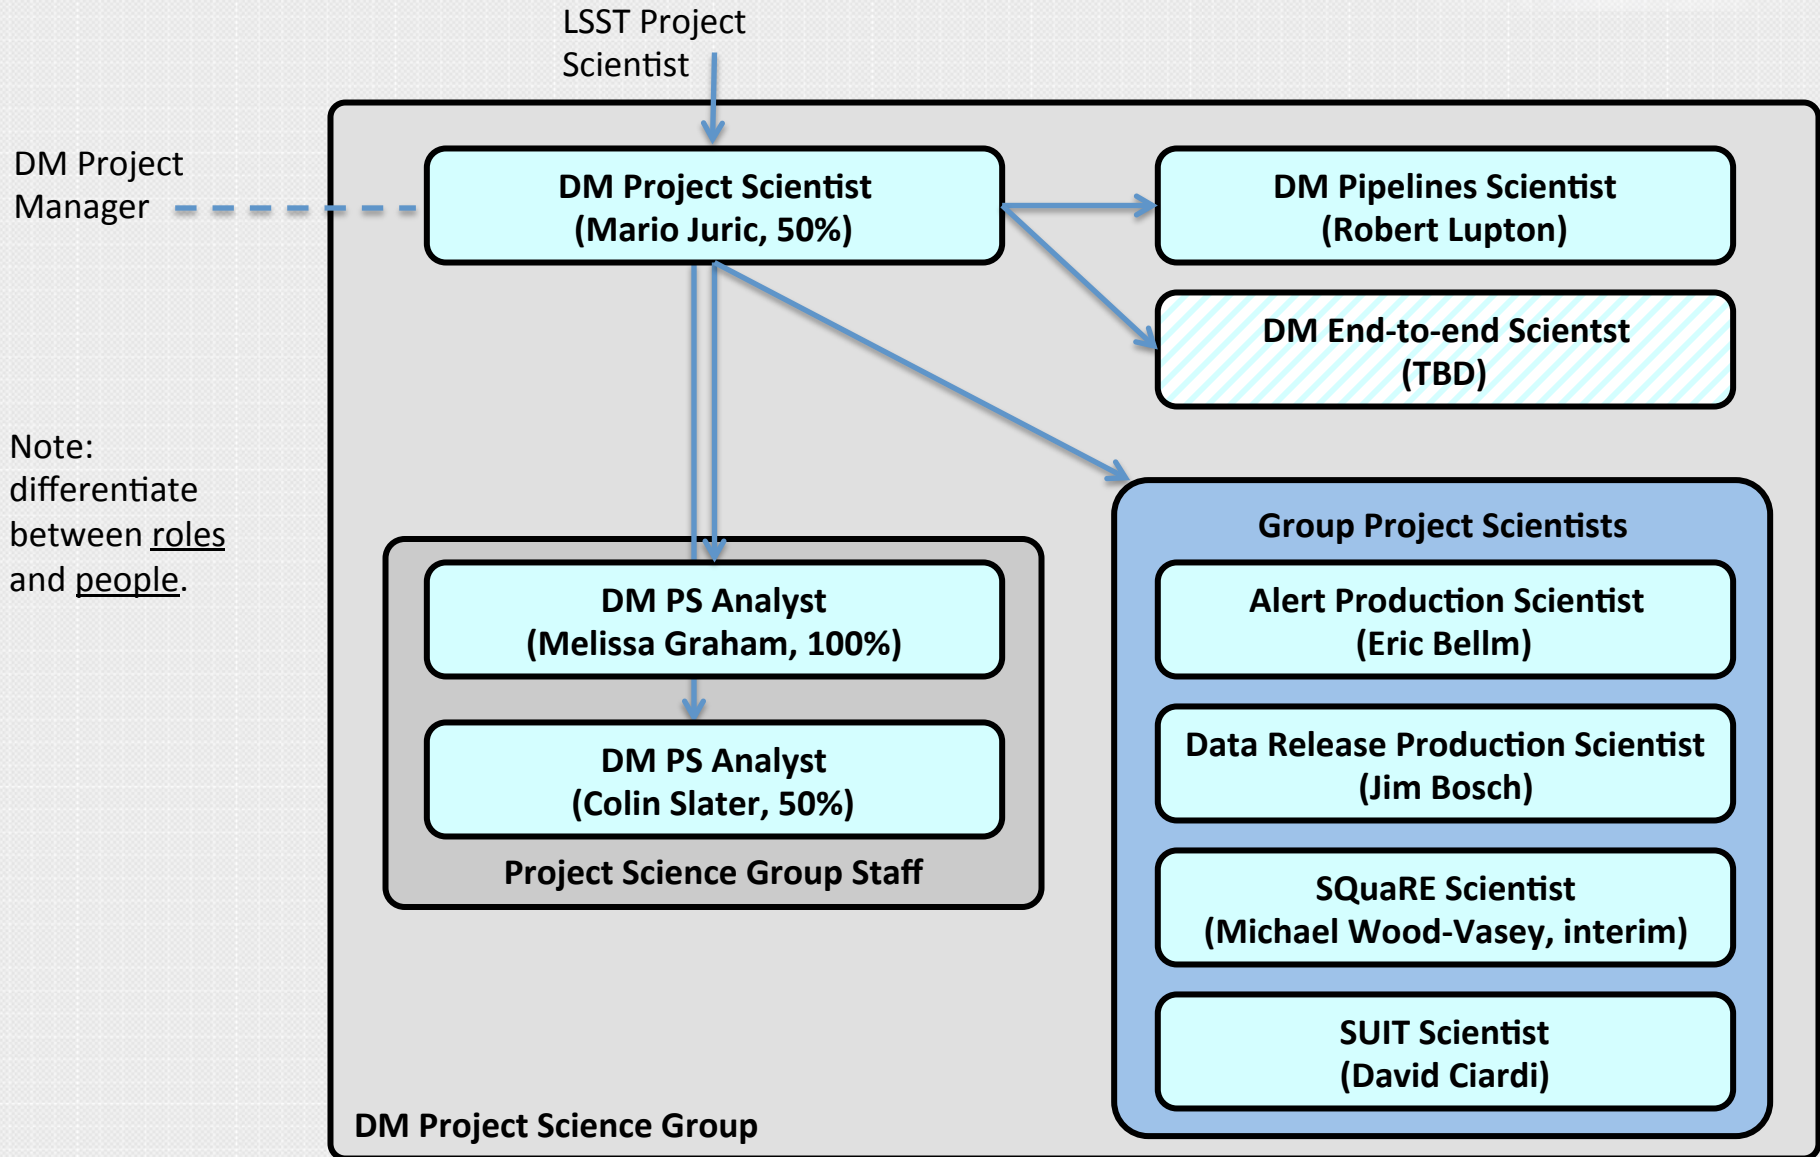 LSST Project
Scientist
DM Project
Manager
DM Project Scientist
(Mario Juric, 50%)
DM Pipelines Scientist
(Robert Lupton)
DM End-to-end Scientst
(TBD)
Note:
differentiate
between roles
and people.
Group Project Scientists
DM PS Analyst
(Melissa Graham, 100%)
DM PS Analyst
(Colin Slater, 50%)
Project Science Group Staff
Alert Production Scientist
(Eric Bellm)
Data Release Production Scientist
(Jim Bosch)
SQuaRE Scientist
(Michael Wood-Vasey, interim)
SUIT Scientist
(David Ciardi)
DM Project Science Group